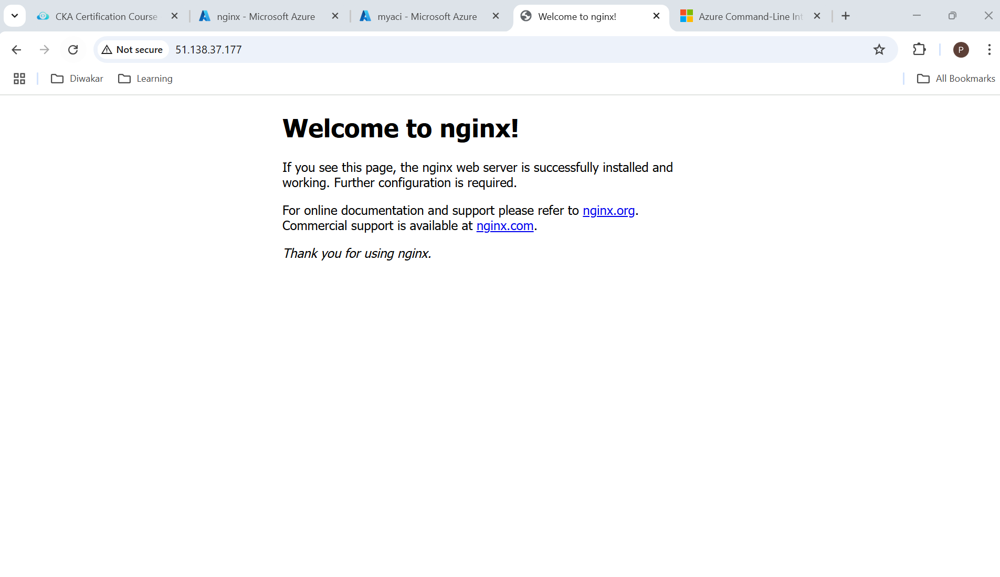 CKA Certification Course
nginx - Microsoft Azure
myaci - Microsoft Azure
Welcome to nginx!
Azure Command-Line Int
Not secure
51.138.37.177
P
Diwakar
Learning
All Bookmarks
Welcome to nginx!
If you see this page, the nginx web server is successfully installed and
working. Further configuration is required.
For online documentation and support please refer to nginx.org.
Commercial support is available at nginx.com.
Thank you for using nginx.